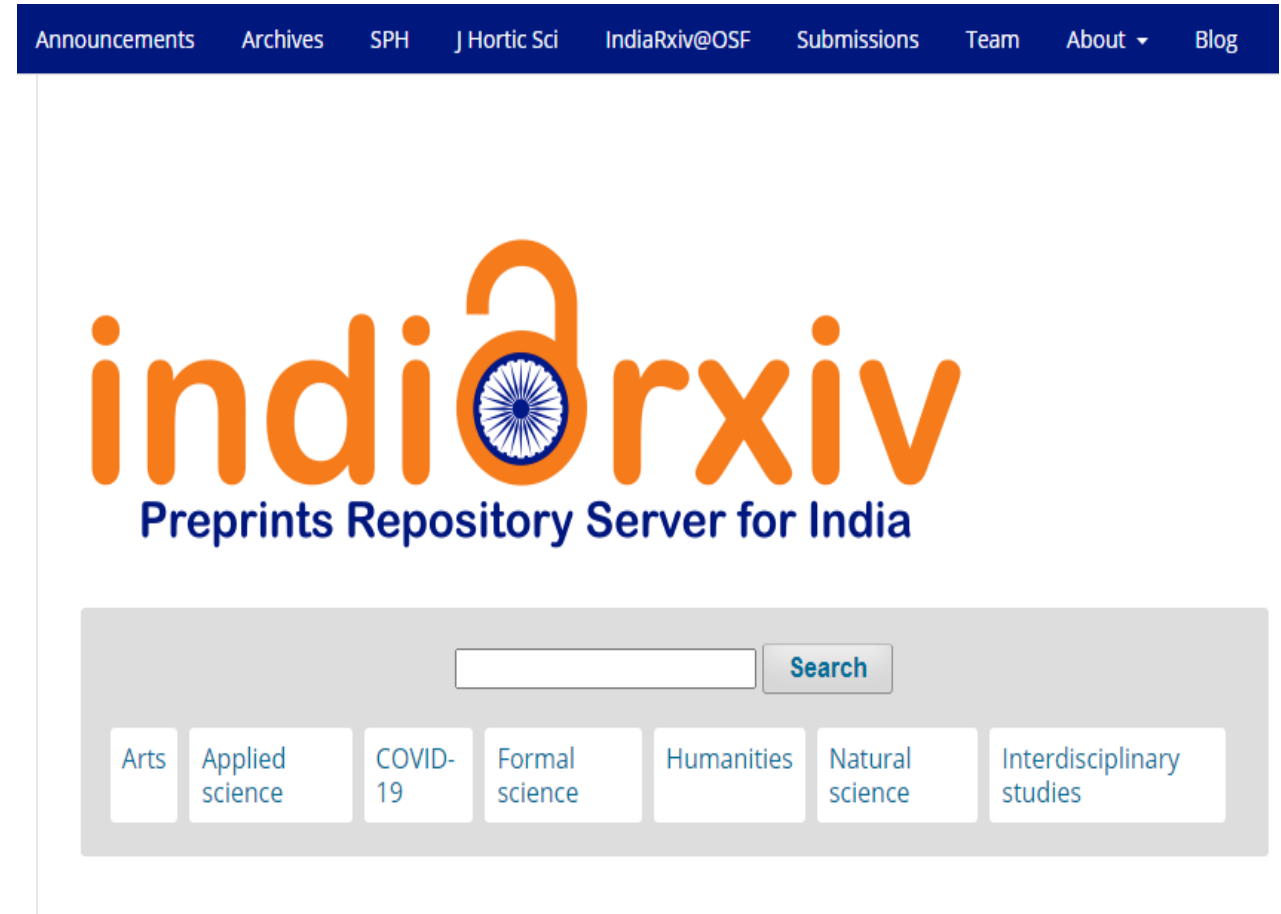 Announcements Archives SPH J Hortic Sci IndiaRxiv@OSF Submissions Team About Blog
indiarxiv
Preprints Repository Server for India
Search
Arts Applied science COVID-19 Formal science Humanities Natural science Interdisciplinary studies